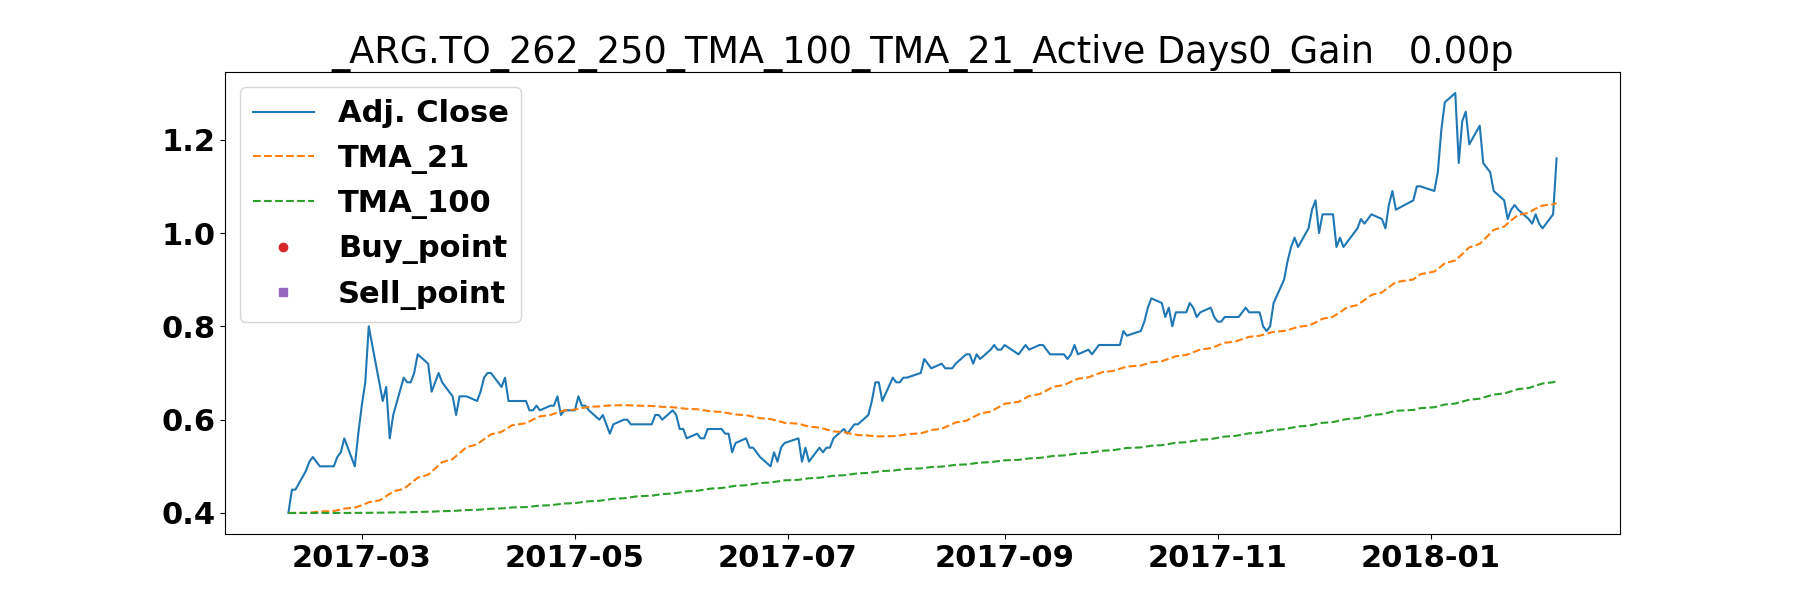 _ARG.TO_262_250_TMA_100_TMA_21_Active Days0_Gain   0.00p
Adj. Close
TMA_21
TMA_100
Buy_point
Sell_point
1.2
1.0
0.8
0.6
0.4
2017-03 2017-05 2017-07 2017-09 2017-11 2018-01